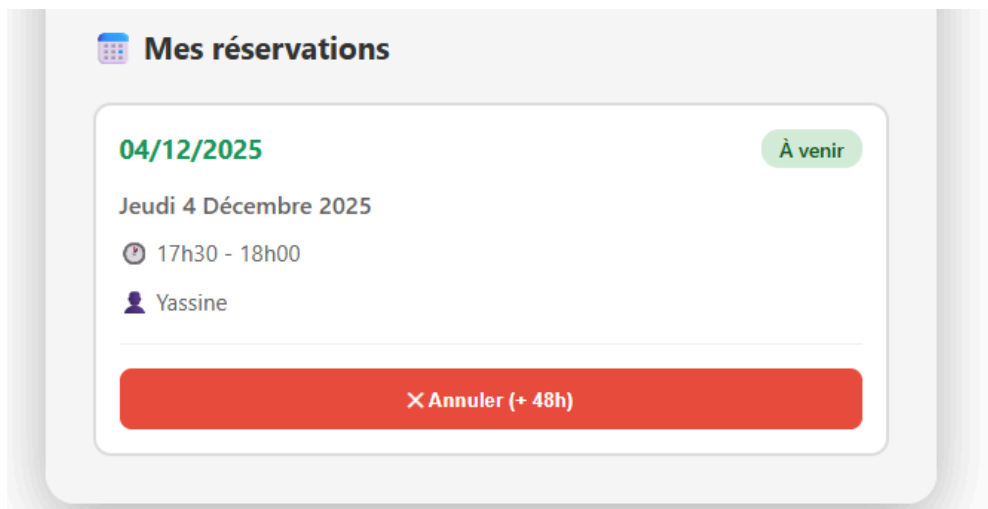 Mes réservations
04/12/2025
À venir
Jeudi 4 Décembre 2025
17h30 - 18h00
Yassine
Annuler (+ 48h)